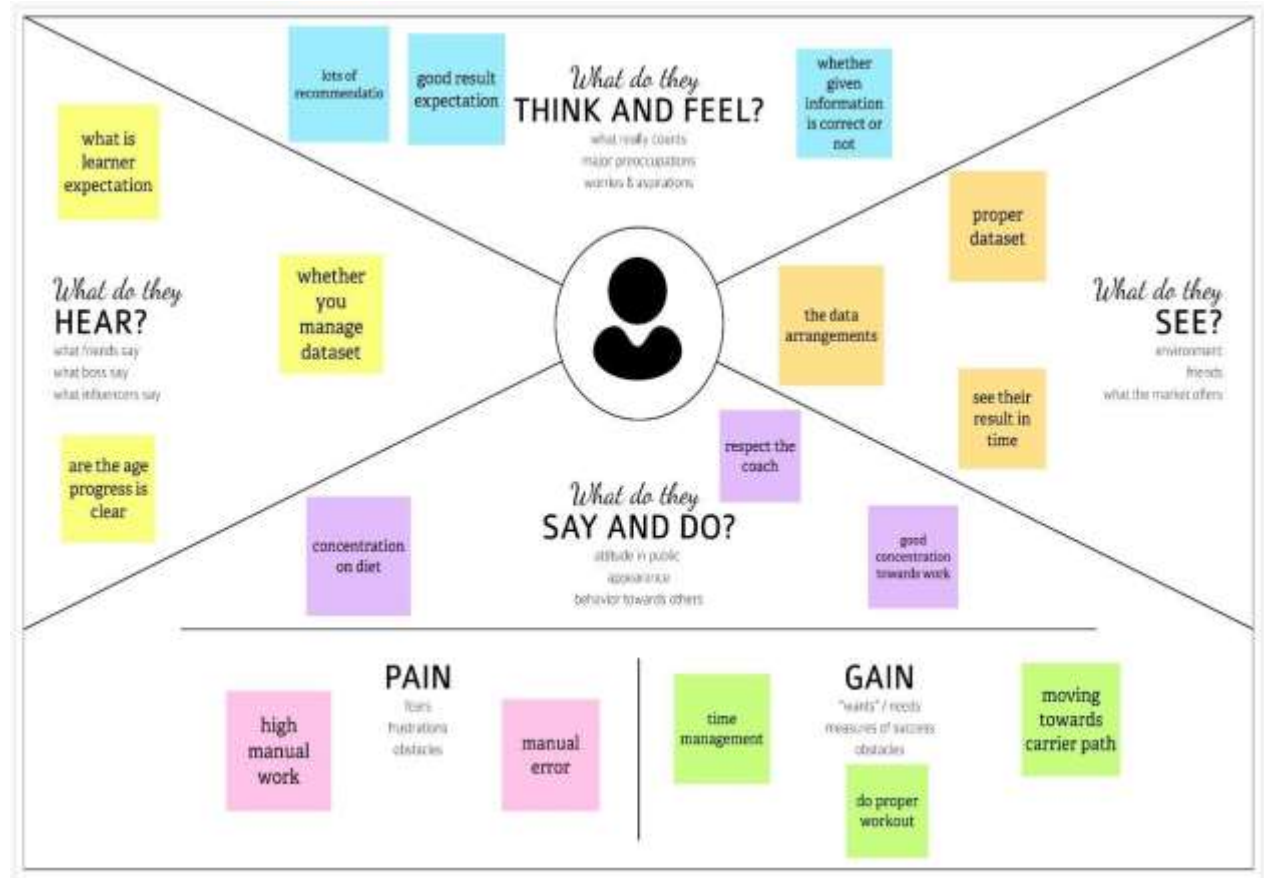 lots of
recommendatio
good result
expectation
What do they
THINK AND FEEL?
what really counts
major preoccupations
worries & aspirations
whether
given
information
is correct or
not
what is
learner
expectation
whether
you
manage
dataset
What do they
HEAR?
what friends say
what boss say
what influencers say
are the age
progress is
clear
proper
dataset
the data
arrangements
What do they
SEE?
environment
friends
what the market offers
see their
result in
time
respect the
coach
What do they
SAY AND DO?
attitude in public
appearance
behavior towards others
concentration
on diet
good
concentration
towards work
PAIN
fears
frustrations
obstacles
high
manual
work
manual
error
GAIN
"wants" / needs
measures of success
obstacles
time
management
do proper
workout
moving
towards
carrier path